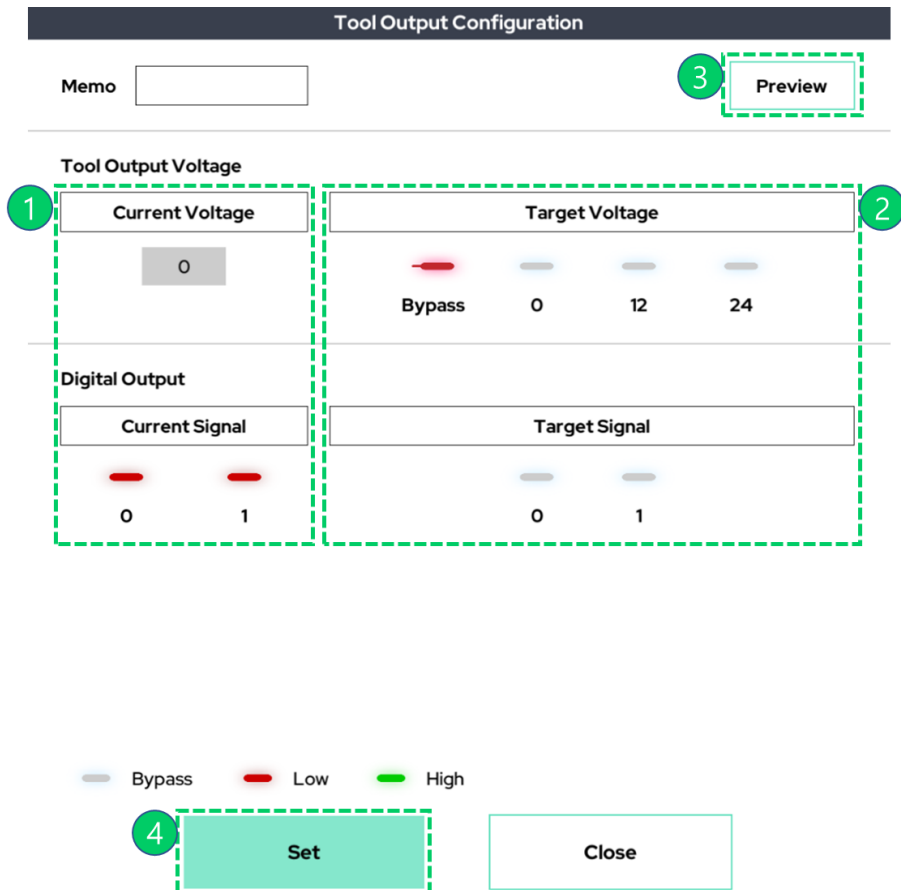 Tool Output Configuration
Memo
3 Preview
Tool Output Voltage
1 Current Voltage Target Voltage 2
0
Bypass 0 12 24
Digital Output
Current Signal Target Signal
0 1 0 1
Bypass Low High
4 Set Close